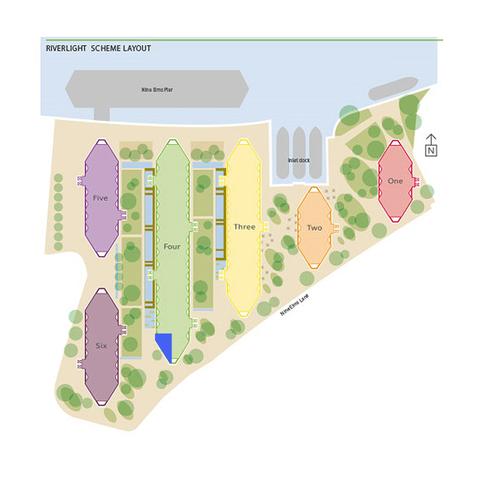 RIVERLIGHT SCHEME LAYOUT
Nine Elms Pier
Inlet dock
N
One
Five
Two
Three
Four
Nine Elms Lane
Six